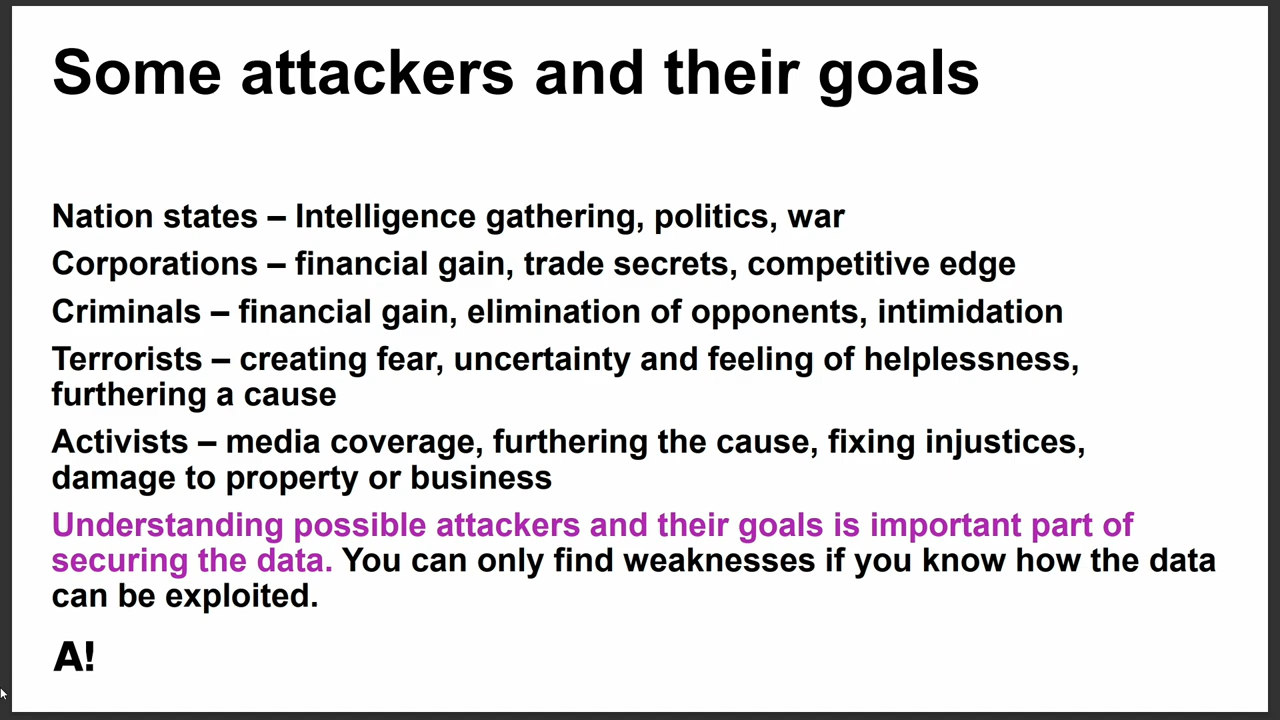 Some attackers and their goals
Nation states – Intelligence gathering, politics, war
Corporations – financial gain, trade secrets, competitive edge
Criminals – financial gain, elimination of opponents, intimidation
Terrorists – creating fear, uncertainty and feeling of helplessness,
furthering a cause
Activists – media coverage, furthering the cause, fixing injustices,
damage to property or business
Understanding possible attackers and their goals is important part of
securing the data. You can only find weaknesses if you know how the data
can be exploited.
A!